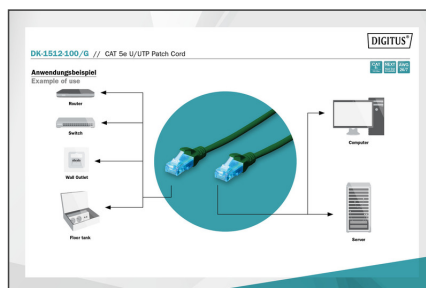 DIGITUS®
DK-1512-100/G // CAT 5e U/UTP Patch Cord
Anwendungsbeispiel
Example of use
Router
Switch
Wall Outlet
Floor tank
Computer
Server